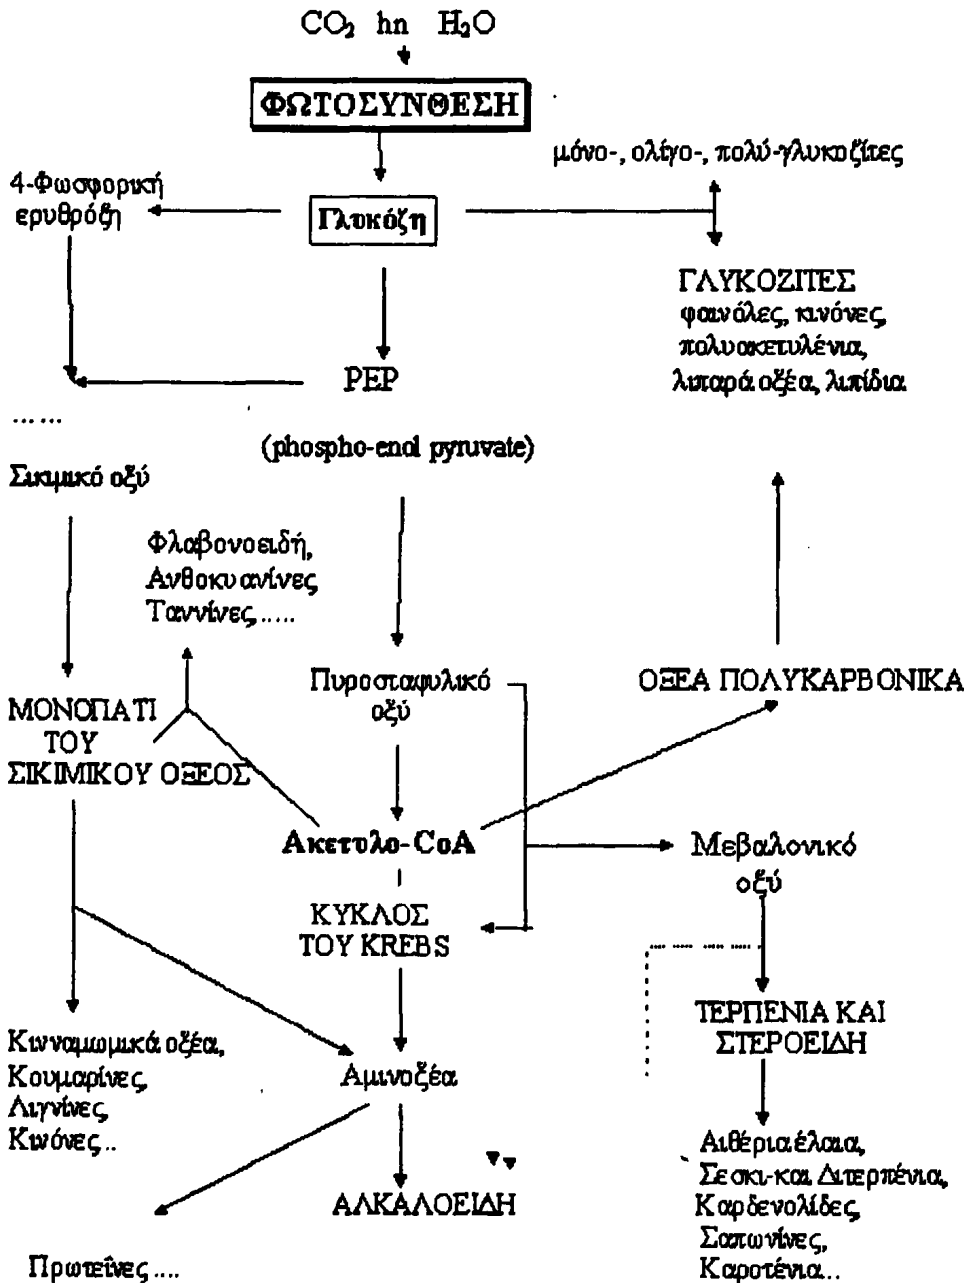 CO₂ hn H₂O
ΦΩΤΟΣΥΝΘΕΣΗ
μόνο-, ολίγο-, πολύ-γλυκοζίτες
4-Φωσφορική
ερυθρόζη
Γλυκόζη
ΓΛΥΚΟΖΙΤΕΣ
φαινόλες, κινόνες,
πολυακετυλένια,
λιπαρά οξέα, λιπίδια
PEP
......
(phospho-enol pyruvate)
Σικιμικό οξύ
Φλαβονοειδή,
Ανθοκυανίνες,
Ταννίνες,.....
Πυροσταφυλικό
οξύ
ΟΞΕΑ ΠΟΛΥΚΑΡΒΟΝΙΚΑ
ΜΟΝΟΠΑΤΙ
ΤΟΥ
ΣΙΚΙΜΙΚΟΥ ΟΞΕΟΣ
Ακετυλο-CoA
Μεβαλονικό
οξύ
ΚΥΚΛΟΣ
ΤΟΥ KREBS
ΤΕΡΠΕΝΙΑ ΚΑΙ
ΣΤΕΡΟΕΙΔΗ
Κινναμωμικά οξέα,
Κουμαρίνες,
Λιγνίνες,
Κινόνες...
Αμινοξέα
Αιθέρια έλαια,
Σεσκι-και Διτερπένια,
Καρδενολίδες,
Σαπωνίνες,
Καροτένια...
ΑΛΚΑΛΟΕΙΔΗ
Πρωτεΐνες ....